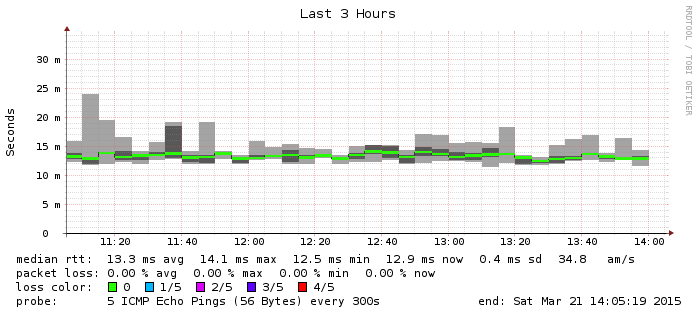 Last 3 Hours
RRDTOOL / TOBI OETIKER
Seconds
30 m
25 m
20 m
15 m
10 m
5 m
0
11:20 11:40 12:00 12:20 12:40 13:00 13:20 13:40 14:00
median rtt: 13.3 ms avg 14.1 ms max 12.5 ms min 12.9 ms now 0.4 ms sd 34.8 am/s
packet loss: 0.00 % avg 0.00 % max 0.00 % min 0.00 % now
loss color: 0 1/5 2/5 3/5 4/5
probe: 5 ICMP Echo Pings (56 Bytes) every 300s end: Sat Mar 21 14:05:19 2015